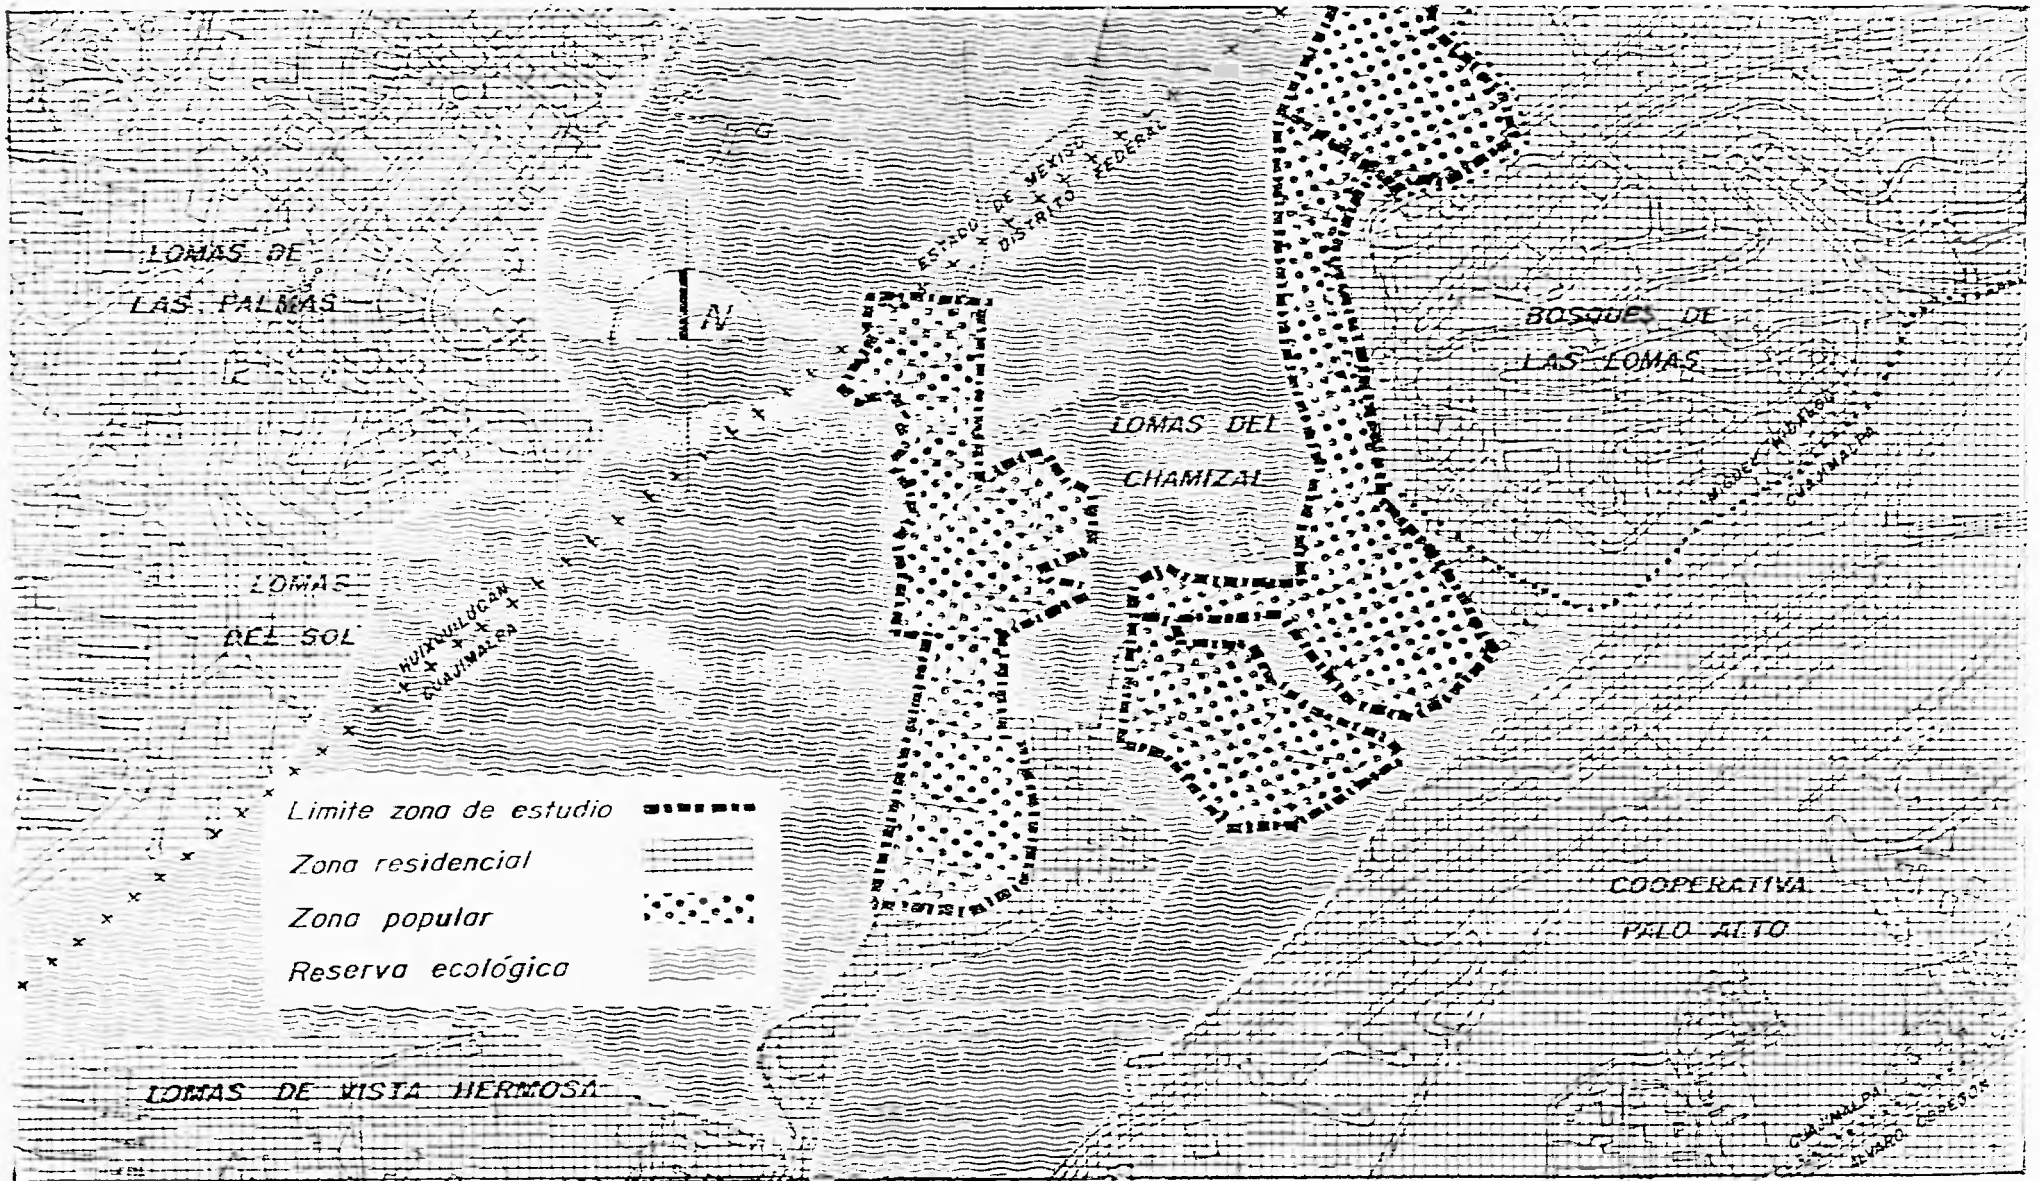 ESTADO DE MEXICO
DISTRITO FEDERAL
LOMAS DE
LAS PALMAS
N
BOSQUES DE
LAS LOMAS
LOMAS DEL
CHAMIZAL
MIGUEL HIDALGO
CUAJIMALPA
LOMAS
DEL SOL
HUIXQUILUCAN
CUAJIMALPA
Limite zona de estudio
Zona residencial
Zona popular
Reserva ecológica
COOPERATIVA
PALO ALTO
LOMAS DE VISTA HERMOSA
CUAJIMALPA
ALVARO OBREGON